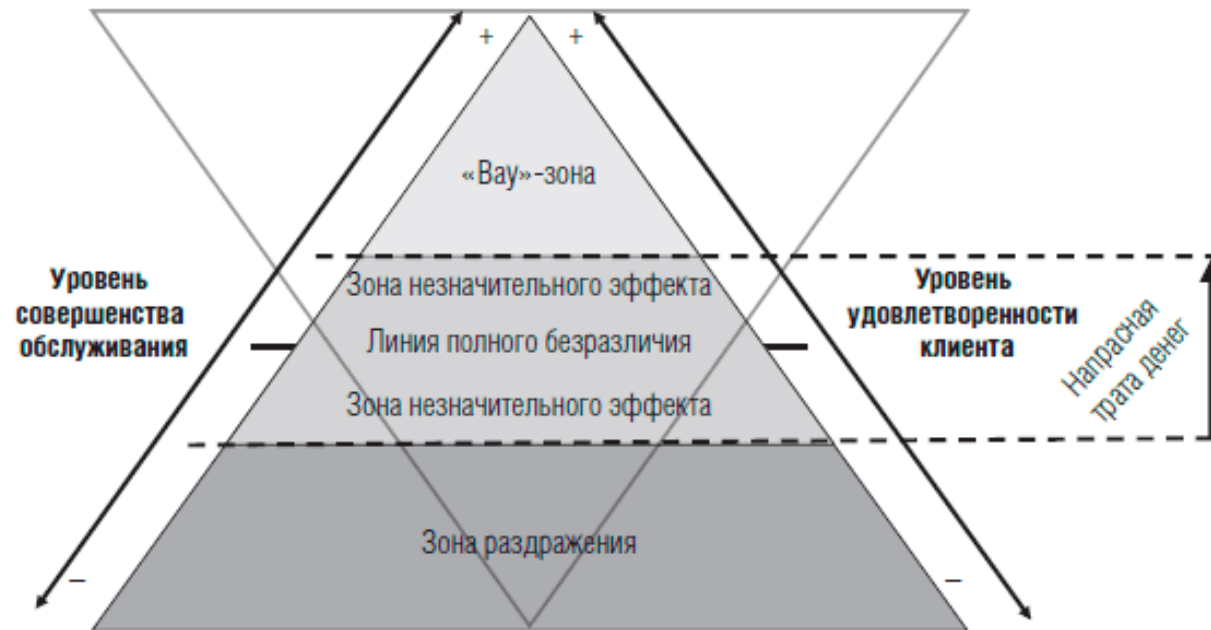 + +
«Вау»-зона
Уровень
совершенства
обслуживания
Зона незначительного эффекта
Линия полного безразличия
Зона незначительного эффекта
Уровень
удовлетворенности
клиента
Напрасная
трата денег
Зона раздражения
– –